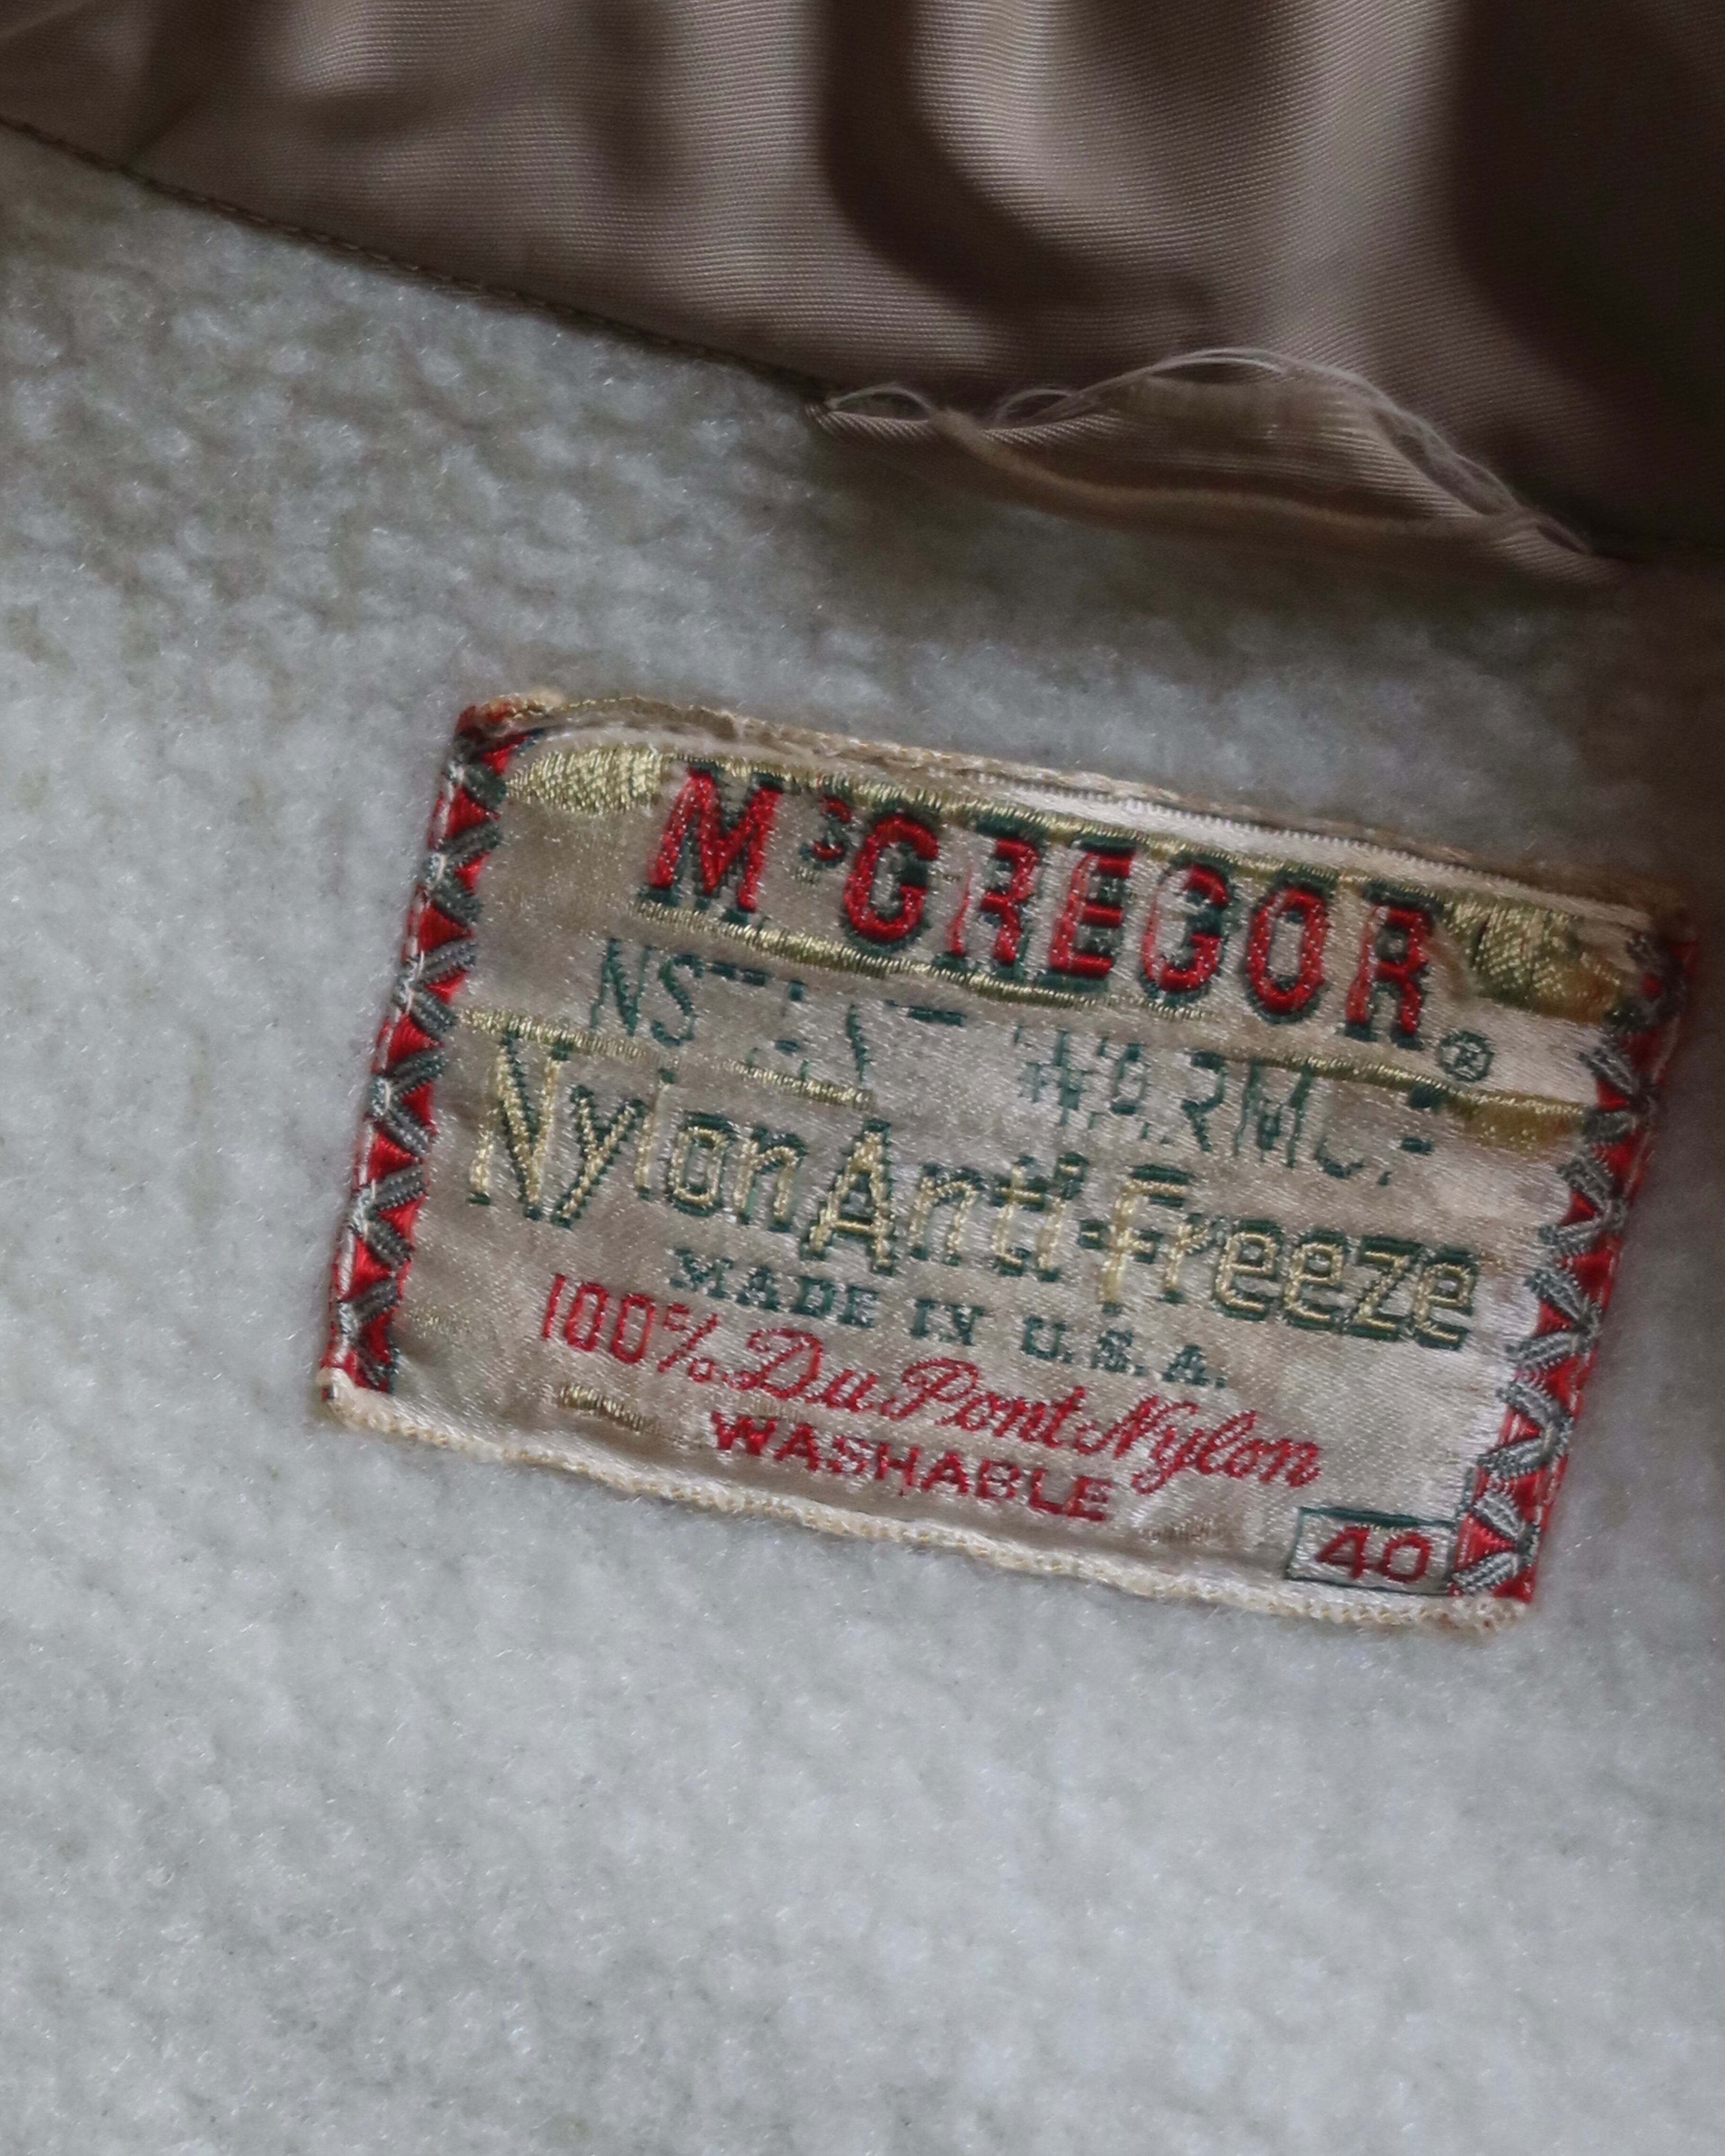 McGREGOR®
Nylon Anti-Freeze
MADE IN U.S.A.
100% Du Pont Nylon
WASHABLE
40